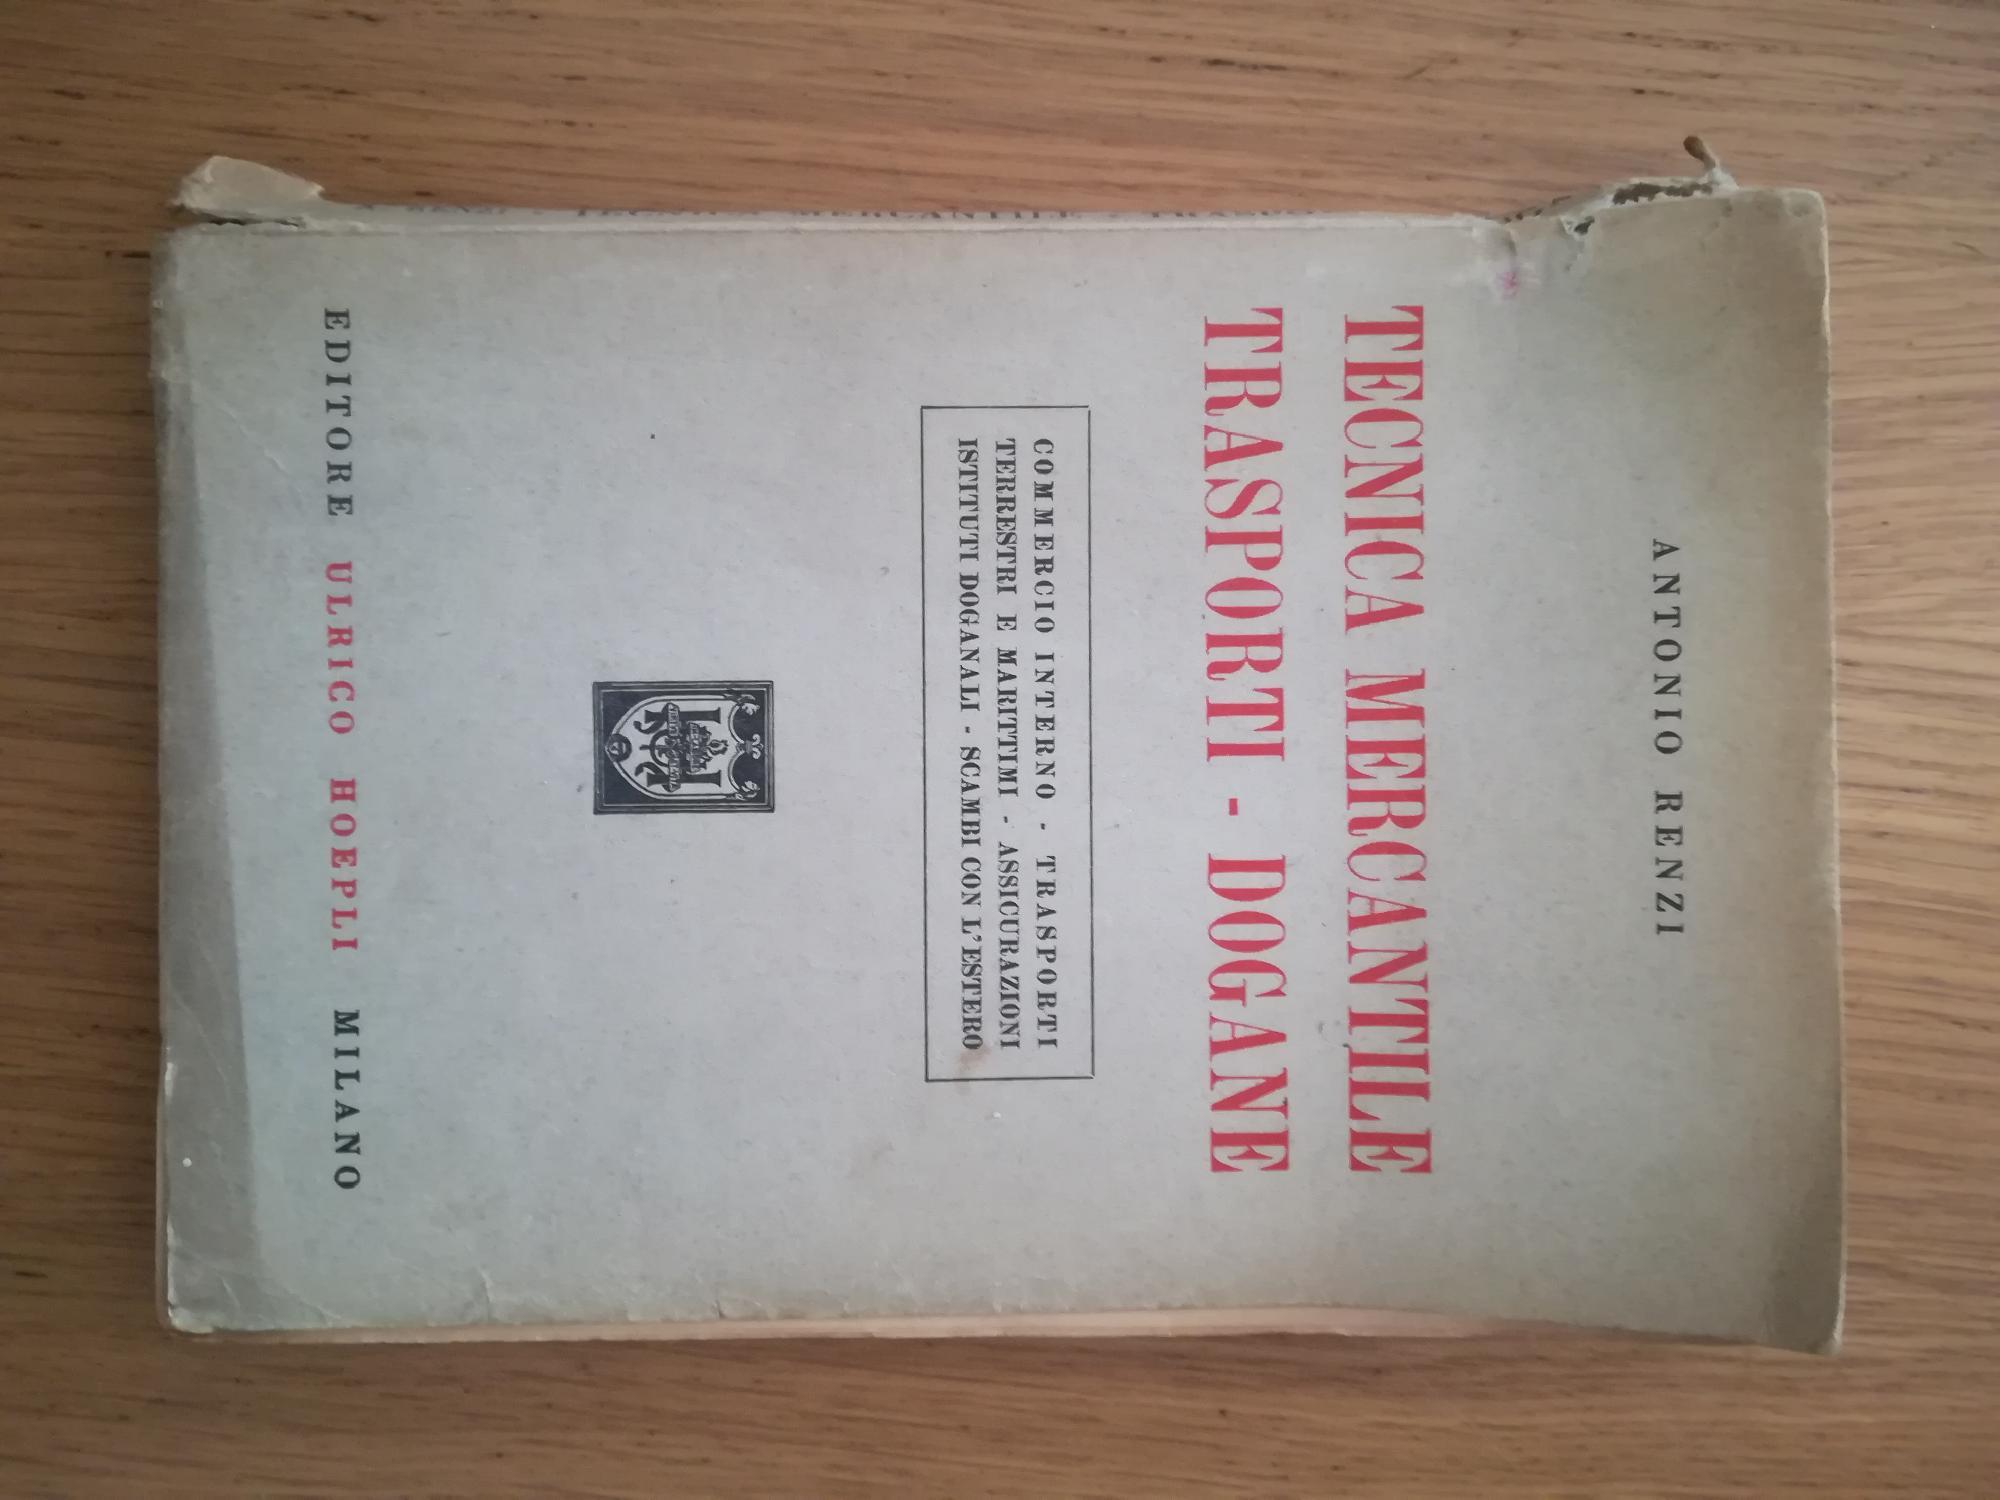 ANTONIO RENZI
TECNICA MERCANTILE
TRASPORTI - DOGANE
COMMERCIO INTERNO - TRASPORTI
TERRESTRI E MARITTIMI - ASSICURAZIONI
ISTITUTI DOGANALI - SCAMBI CON L'ESTERO
EDITORE ULRICO HOEPLI MILANO